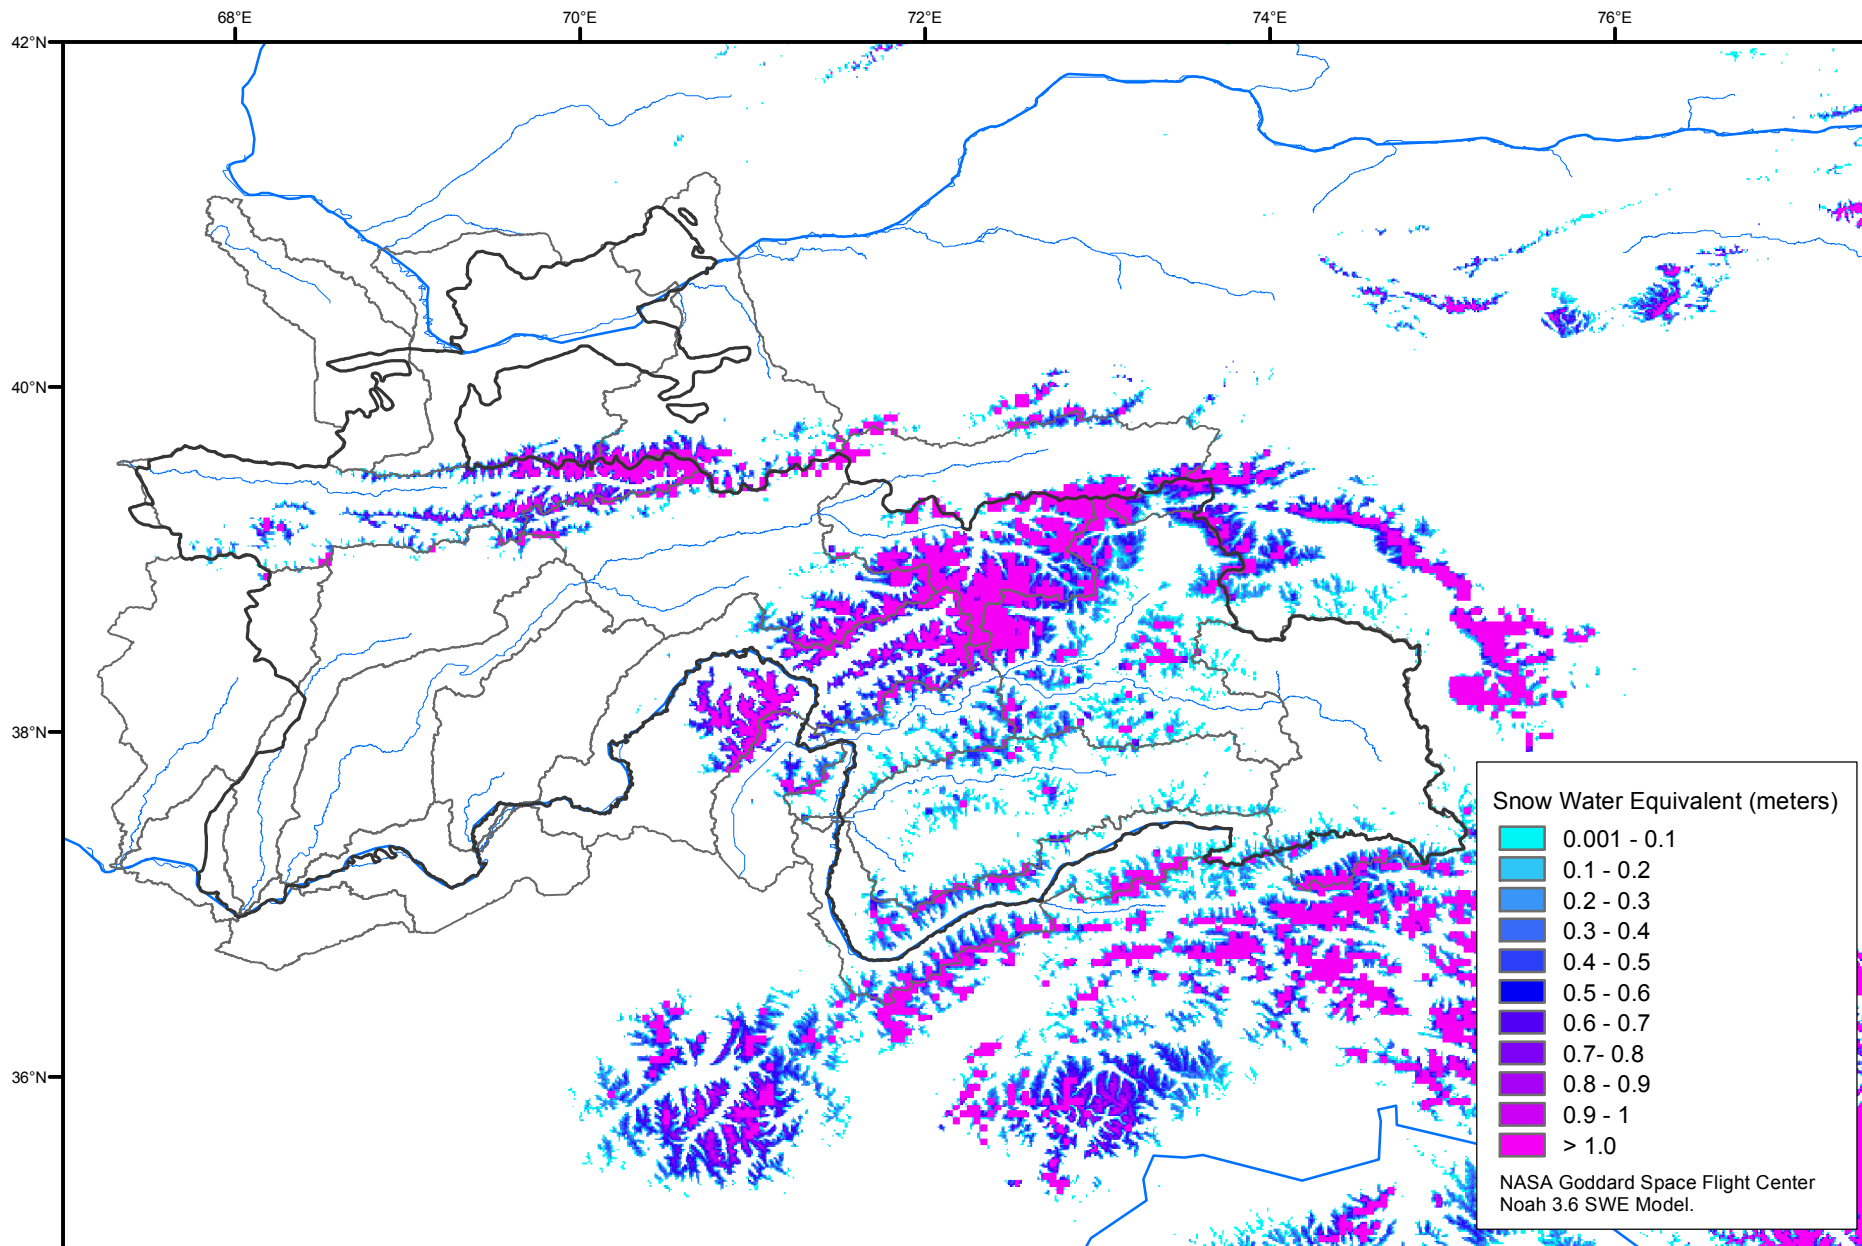 68°E 70°E 72°E 74°E 76°E
42°N
40°N
38°N
36°N
Snow Water Equivalent (meters)
0.001 - 0.1
0.1 - 0.2
0.2 - 0.3
0.3 - 0.4
0.4 - 0.5
0.5 - 0.6
0.6 - 0.7
0.7- 0.8
0.8 - 0.9
0.9 - 1
> 1.0
NASA Goddard Space Flight Center
Noah 3.6 SWE Model.